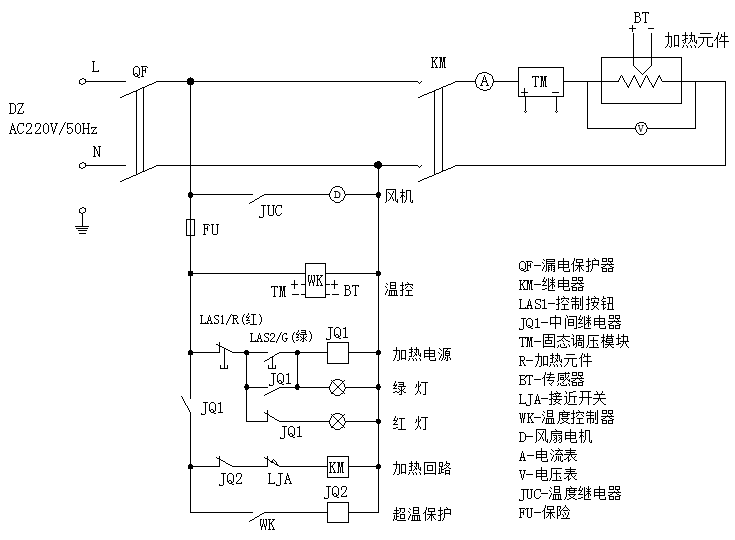 BT
+ −
加热元件
L
QF
KM
A
TM
+ −
DZ
AC220V/50Hz
V
N
D
JUC
风机
FU
WK
TM
+
−
+
−
BT
温控
LAS1/R(红)
LAS2/G(绿)
JQ1
加热电源
JQ1
绿 灯
JQ1
JQ1
红 灯
JQ2
LJA
KM
加热回路
JQ2
WK
超温保护
QF-漏电保护器
KM-继电器
LAS1-控制按钮
JQ1-中间继电器
TM-固态调压模块
R-加热元件
BT-传感器
LJA-接近开关
WK-温度控制器
D-风扇电机
A-电流表
V-电压表
JUC-温度继电器
FU-保险